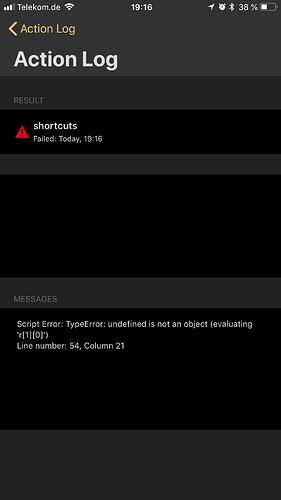 Telekom.de 19:16 38 %
Action Log
Action Log
RESULT
shortcuts
Failed: Today, 19:16
MESSAGES
Script Error: TypeError: undefined is not an object (evaluating
'r[1][0]')
Line number: 54, Column 21